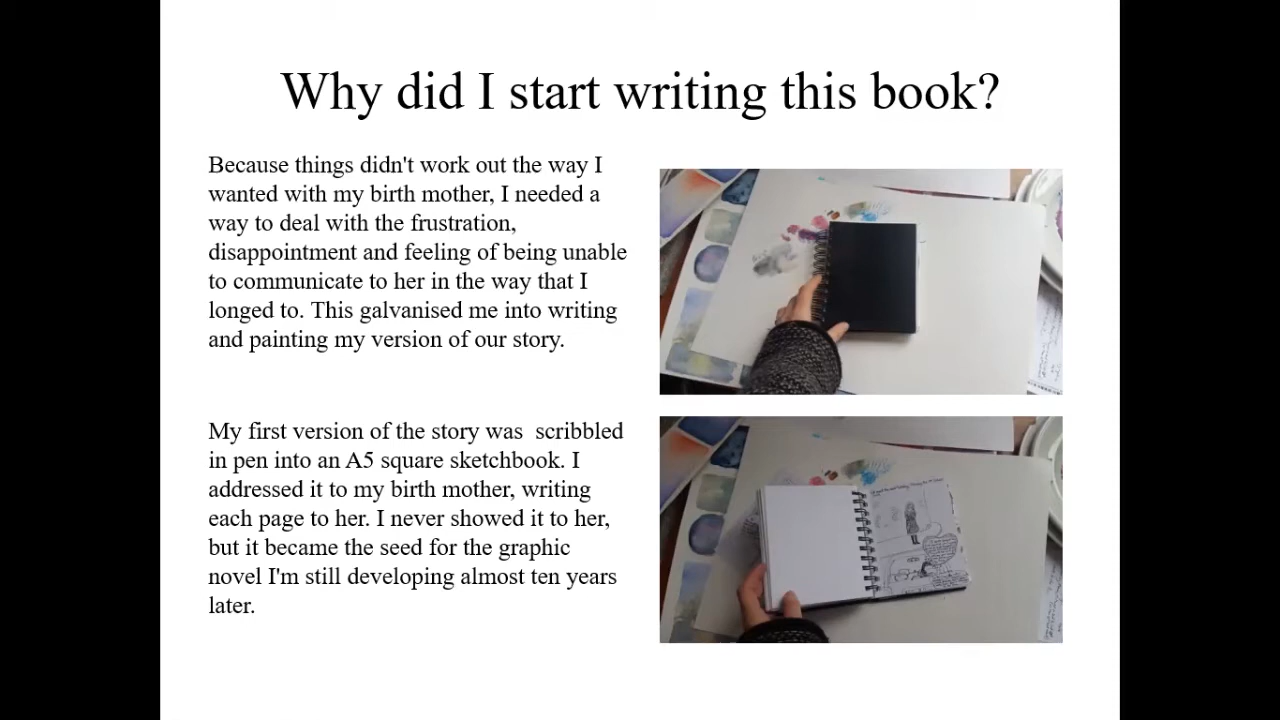 Why did I start writing this book?
Because things didn't work out the way I
wanted with my birth mother, I needed a
way to deal with the frustration,
disappointment and feeling of being unable
to communicate to her in the way that I
longed to. This galvanised me into writing
and painting my version of our story.
My first version of the story was  scribbled
in pen into an A5 square sketchbook. I
addressed it to my birth mother, writing
each page to her. I never showed it to her,
but it became the seed for the graphic
novel I'm still developing almost ten years
later.